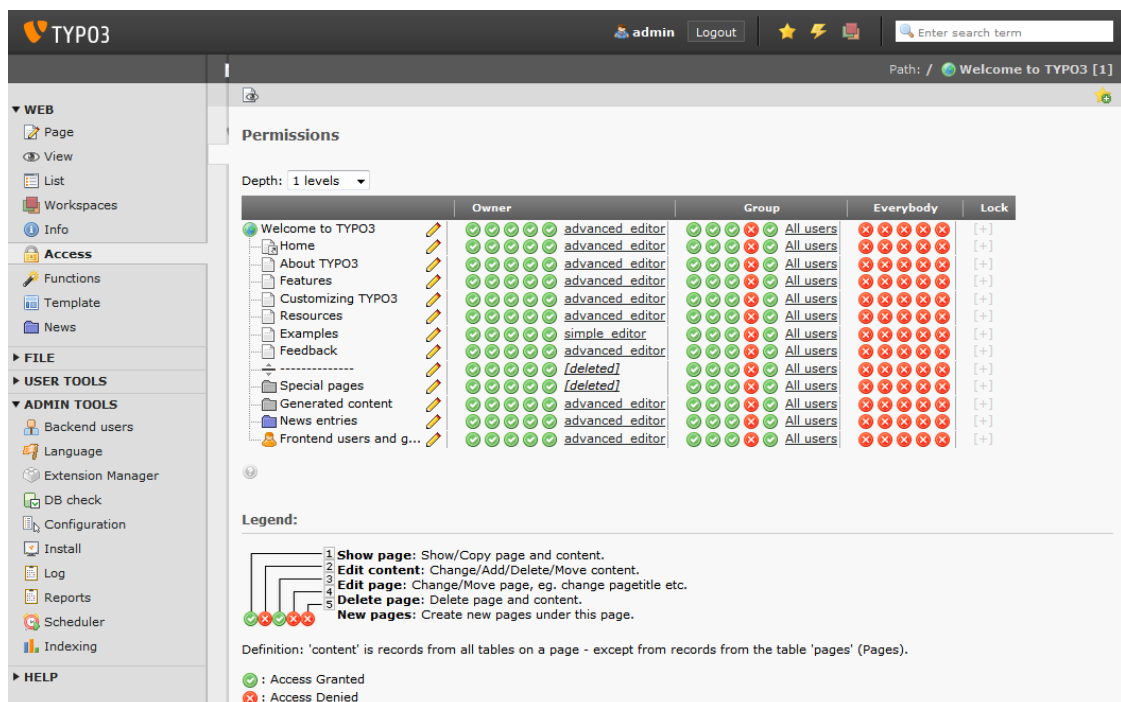 TYPO3
admin Logout Enter search term
Path: / Welcome to TYPO3 [1]
WEB
Page
View
List
Workspaces
Info
Access
Functions
Template
News
FILE
USER TOOLS
ADMIN TOOLS
Backend users
Language
Extension Manager
DB check
Configuration
Install
Log
Reports
Scheduler
Indexing
HELP
Permissions
Depth: 1 levels
Owner Group Everybody Lock
Welcome to TYPO3 advanced_editor All users [+]
Home advanced_editor All users [+]
About TYPO3 advanced_editor All users [+]
Features advanced_editor All users [+]
Customizing TYPO3 advanced_editor All users [+]
Resources advanced_editor All users [+]
Examples simple_editor All users [+]
Feedback advanced_editor All users [+]
-------------- [deleted] All users [+]
Special pages [deleted] All users [+]
Generated content advanced_editor All users [+]
News entries advanced_editor All users [+]
Frontend users and g... advanced_editor All users [+]
Legend:
1 Show page: Show/Copy page and content.
2 Edit content: Change/Add/Delete/Move content.
3 Edit page: Change/Move page, eg. change pagetitle etc.
4 Delete page: Delete page and content.
5 New pages: Create new pages under this page.
Definition: 'content' is records from all tables on a page - except from records from the table 'pages' (Pages).
: Access Granted
: Access Denied